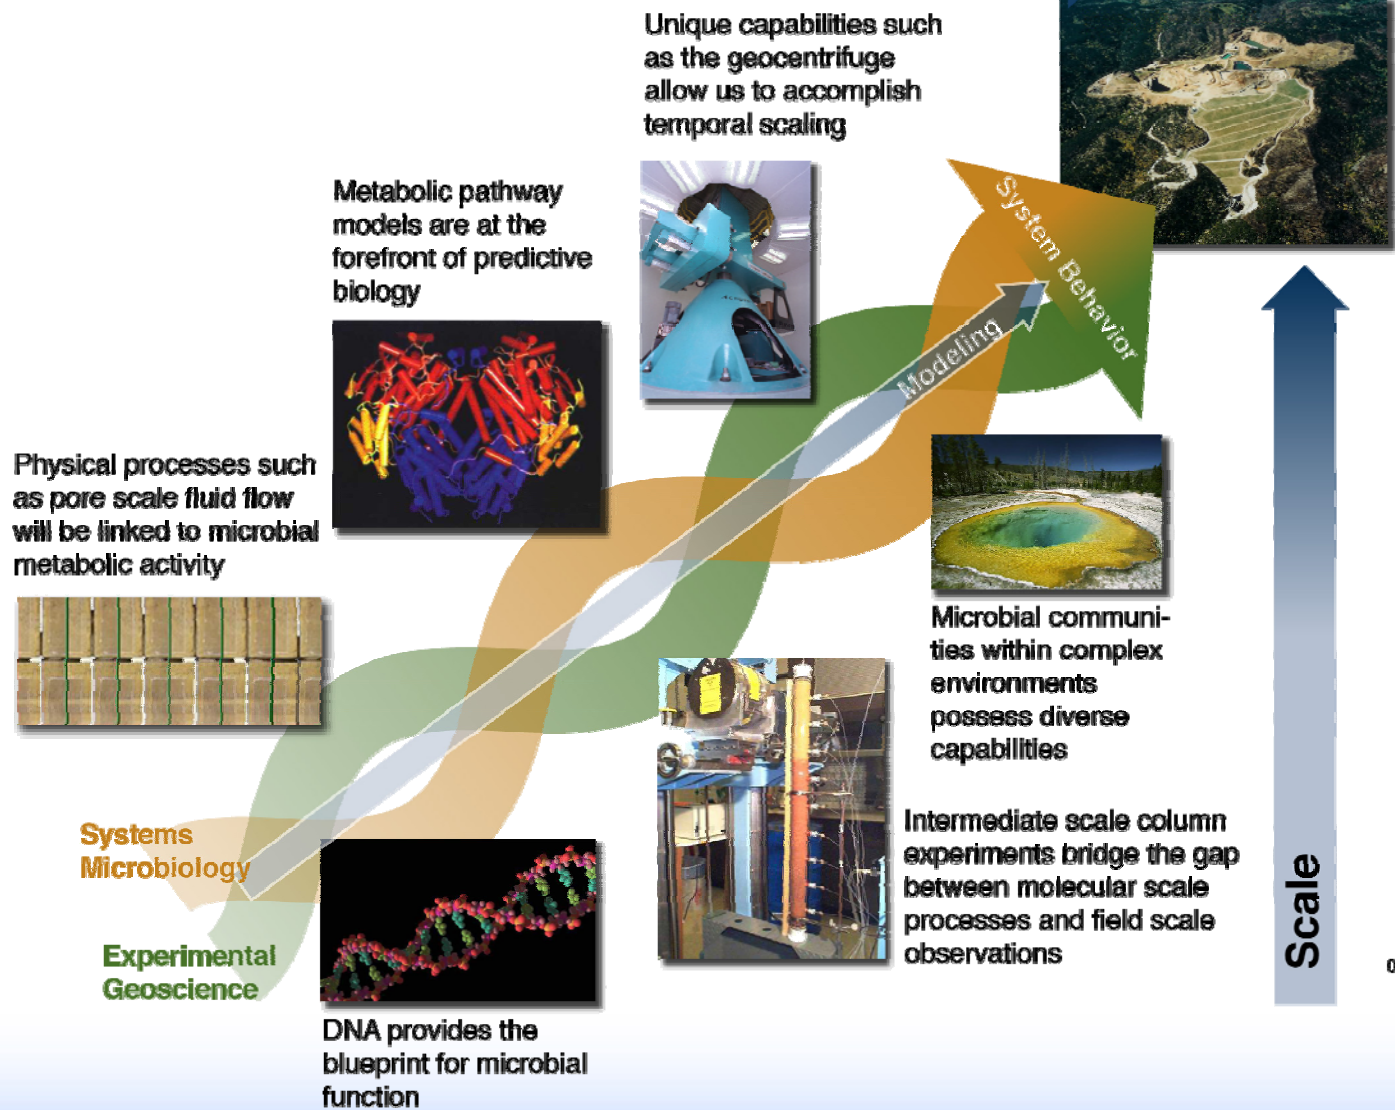 Unique capabilities such
as the geocentrifuge
allow us to accomplish
temporal scaling
Metabolic pathway
models are at the
forefront of predictive
biology
System Behavior
Modeling
Physical processes such
as pore scale fluid flow
will be linked to microbial
metabolic activity
Microbial communi-
ties within complex
environments
possess diverse
capabilities
Systems
Microbiology
Intermediate scale column
experiments bridge the gap
between molecular scale
processes and field scale
observations
Experimental
Geoscience
DNA provides the
blueprint for microbial
function
Scale